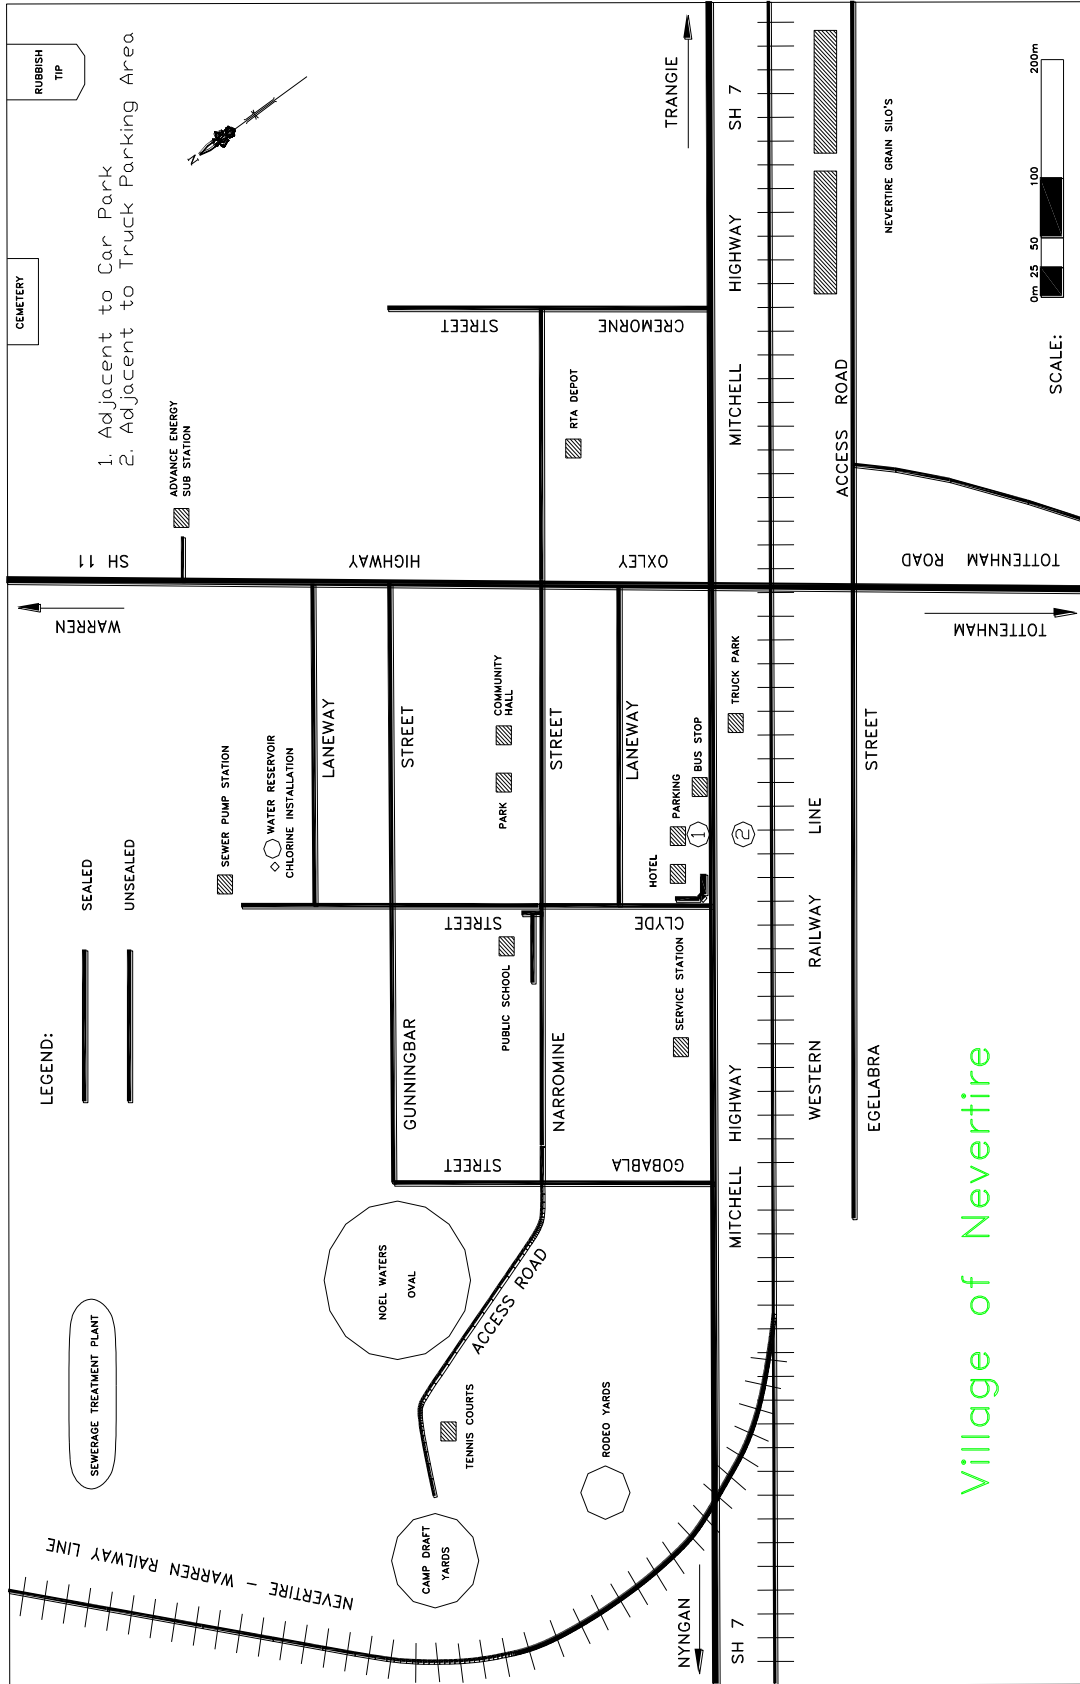 Village of Nevertire
LEGEND:
SEALED
UNSEALED
1. Adjacent to Car Park
2. Adjacent to Truck Parking Area
RUBBISH
TIP
CEMETERY
N
ADVANCE ENERGY
SUB STATION
SEWERAGE TREATMENT PLANT
NEVERTIRE - WARREN RAILWAY LINE
WARREN
SH 11
HIGHWAY
OXLEY
SEWER PUMP STATION
WATER RESERVOIR
CHLORINE INSTALLATION
LANEWAY
GUNNINGBAR
STREET
NOEL WATERS
OVAL
CAMP DRAFT
YARDS
TENNIS COURTS
ACCESS ROAD
RODEO YARDS
STREET
GOBABLA
PUBLIC SCHOOL
STREET
CLYDE
PARK
COMMUNITY
HALL
NARROMINE
STREET
STREET
CREMORNE
RTA DEPOT
LANEWAY
SERVICE STATION
HOTEL
PARKING
BUS STOP
1
2
TRUCK PARK
NYNGAN
TRANGIE
SH 7
MITCHELL
HIGHWAY
MITCHELL
HIGHWAY
SH 7
WESTERN
RAILWAY
LINE
EGELABRA
STREET
ACCESS
ROAD
NEVERTIRE GRAIN SILO'S
TOTTENHAM ROAD
TOTTENHAM
SCALE:
0m 25 50 100 200m